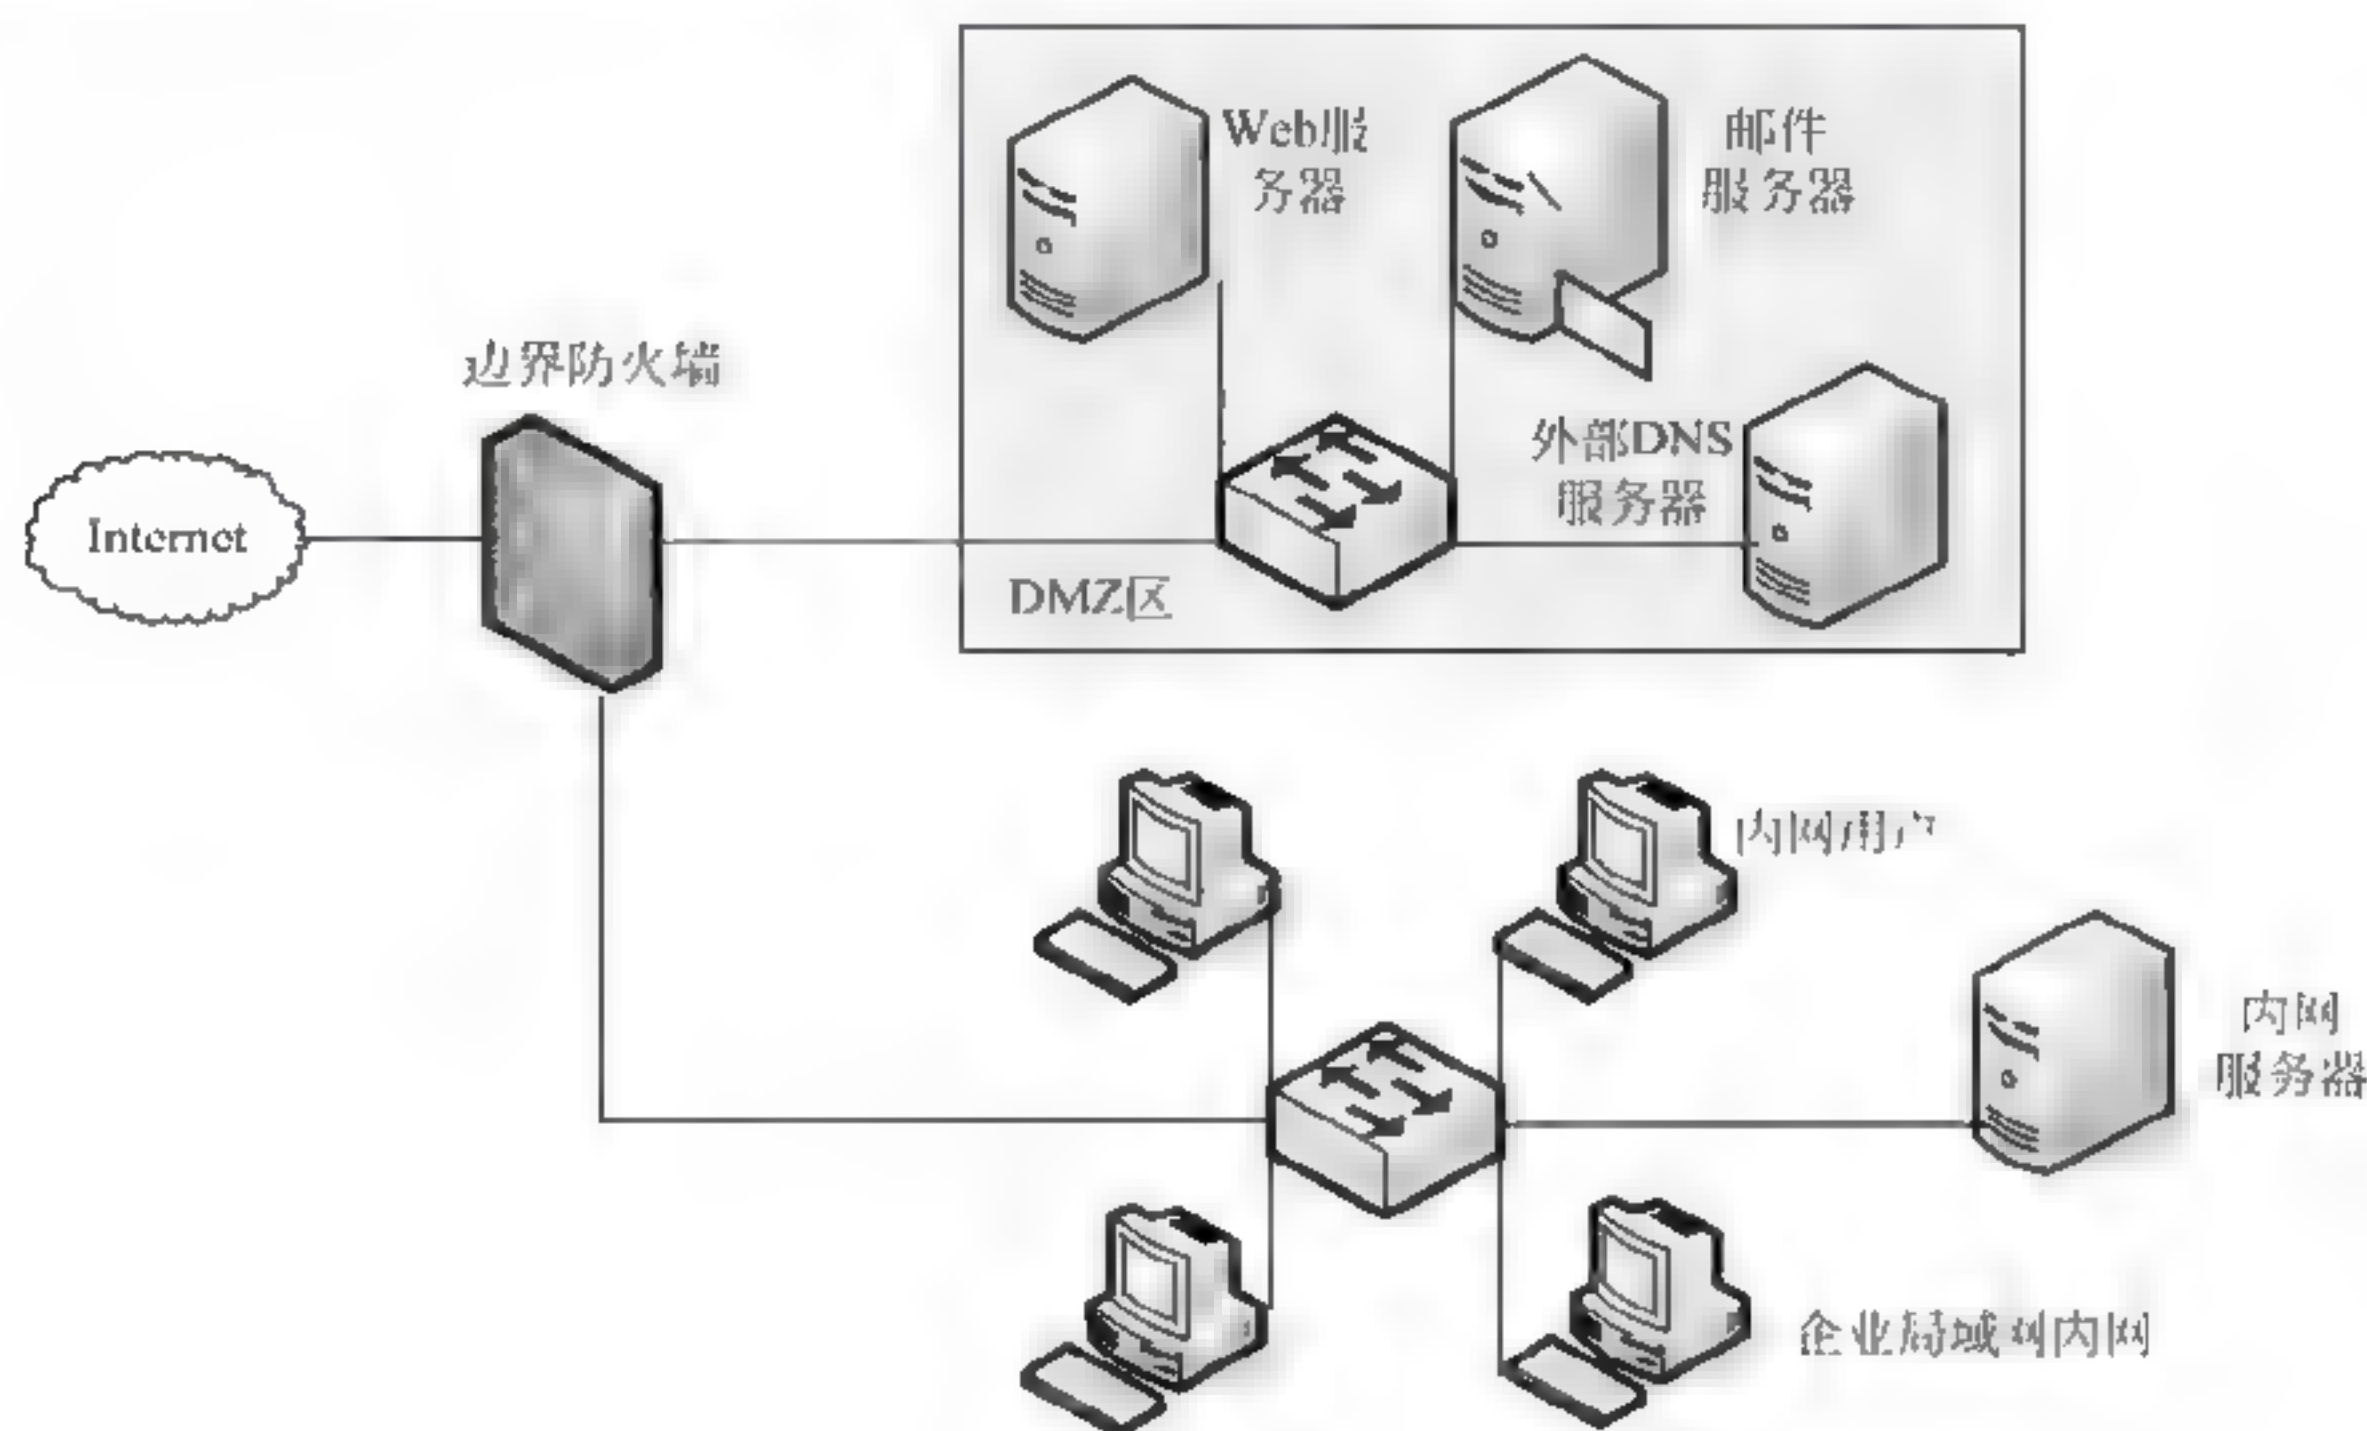 Web服
务器
邮件
服务器
边界防火墙
外部DNS
服务器
Internet
DMZ区
内网用户
内网
服务器
企业局域网内网